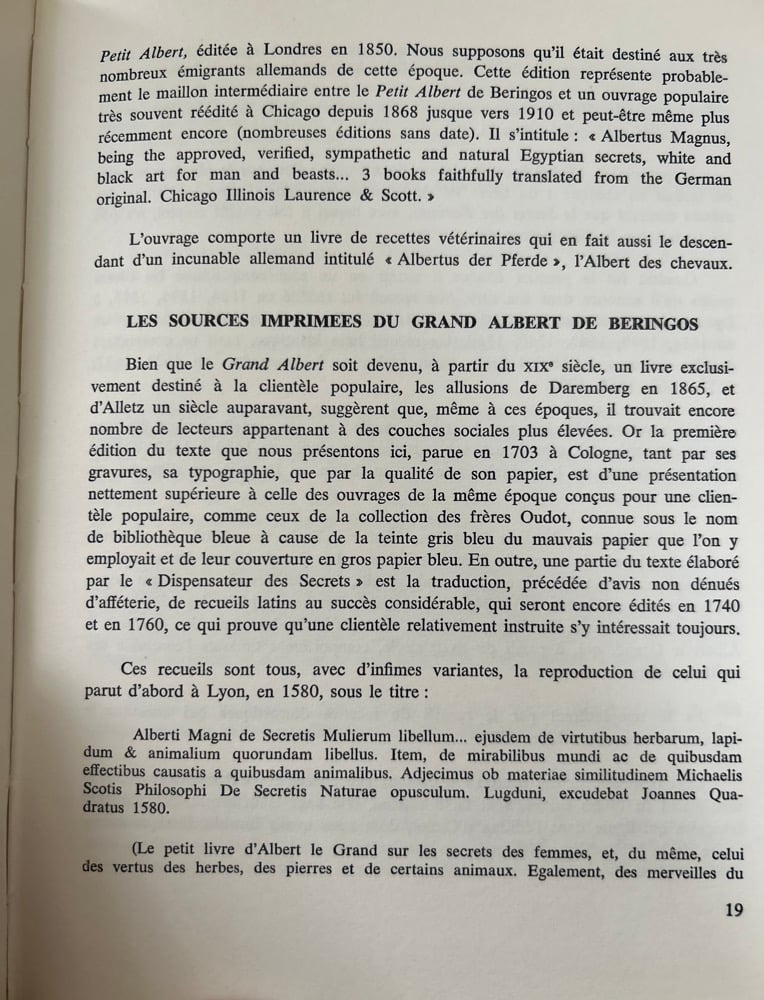 Petit Albert, éditée à Londres en 1850. Nous supposons qu'il était destiné aux très
nombreux émigrants allemands de cette époque. Cette édition représente probable-
ment le maillon intermédiaire entre le Petit Albert de Beringos et un ouvrage populaire
très souvent réédité à Chicago depuis 1868 jusque vers 1910 et peut-être même plus
récemment encore (nombreuses éditions sans date). Il s'intitule : « Albertus Magnus,
being the approved, verified, sympathetic and natural Egyptian secrets, white and
black art for man and beasts... 3 books faithfully translated from the German
original. Chicago Illinois Laurence & Scott. »
L'ouvrage comporte un livre de recettes vétérinaires qui en fait aussi le descen-
dant d'un incunable allemand intitulé « Albertus der Pferde », l'Albert des chevaux.
LES SOURCES IMPRIMEES DU GRAND ALBERT DE BERINGOS
Bien que le Grand Albert soit devenu, à partir du XIXe siècle, un livre exclusi-
vement destiné à la clientèle populaire, les allusions de Daremberg en 1865, et
d'Alletz un siècle auparavant, suggèrent que, même à ces époques, il trouvait encore
nombre de lecteurs appartenant à des couches sociales plus élevées. Or la première
édition du texte que nous présentons ici, parue en 1703 à Cologne, tant par ses
gravures, sa typographie, que par la qualité de son papier, est d'une présentation
nettement supérieure à celle des ouvrages de la même époque conçus pour une clien-
tèle populaire, comme ceux de la collection des frères Oudot, connue sous le nom
de bibliothèque bleue à cause de la teinte gris bleu du mauvais papier que l'on y
employait et de leur couverture en gros papier bleu. En outre, une partie du texte élaboré
par le « Dispensateur des Secrets » est la traduction, précédée d'avis non dénués
d'afféterie, de recueils latins au succès considérable, qui seront encore édités en 1740
et en 1760, ce qui prouve qu'une clientèle relativement instruite s'y intéressait toujours.
Ces recueils sont tous, avec d'infimes variantes, la reproduction de celui qui
parut d'abord à Lyon, en 1580, sous le titre :
Alberti Magni de Secretis Mulierum libellum... ejusdem de virtutibus herbarum, lapi-
dum & animalium quorundam libellus. Item, de mirabilibus mundi ac de quibusdam
effectibus causatis a quibusdam animalibus. Adjecimus ob materiae similitudinem Michaelis
Scotis Philosophi De Secretis Naturae opusculum. Lugduni, excudebat Joannes Qua-
dratus 1580.
(Le petit livre d'Albert le Grand sur les secrets des femmes, et, du même, celui
des vertus des herbes, des pierres et de certains animaux. Egalement, des merveilles du
19